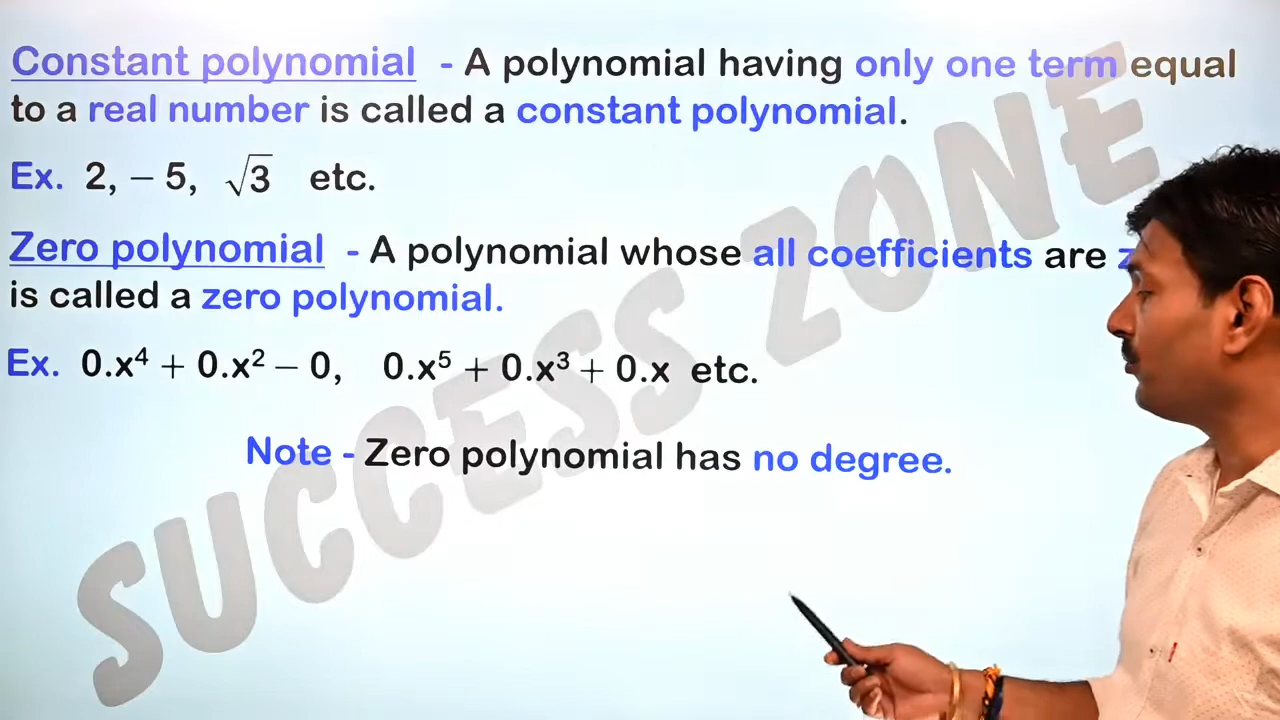 Constant polynomial - A polynomial having only one term equal
to a real number is called a constant polynomial.
Ex. 2, – 5, √3 etc.
Zero polynomial - A polynomial whose all coefficients are
is called a zero polynomial.
Ex. 0.x⁴ + 0.x² – 0, 0.x⁵ + 0.x³ + 0.x etc.
Note - Zero polynomial has no degree.
SUCCESS ZONE